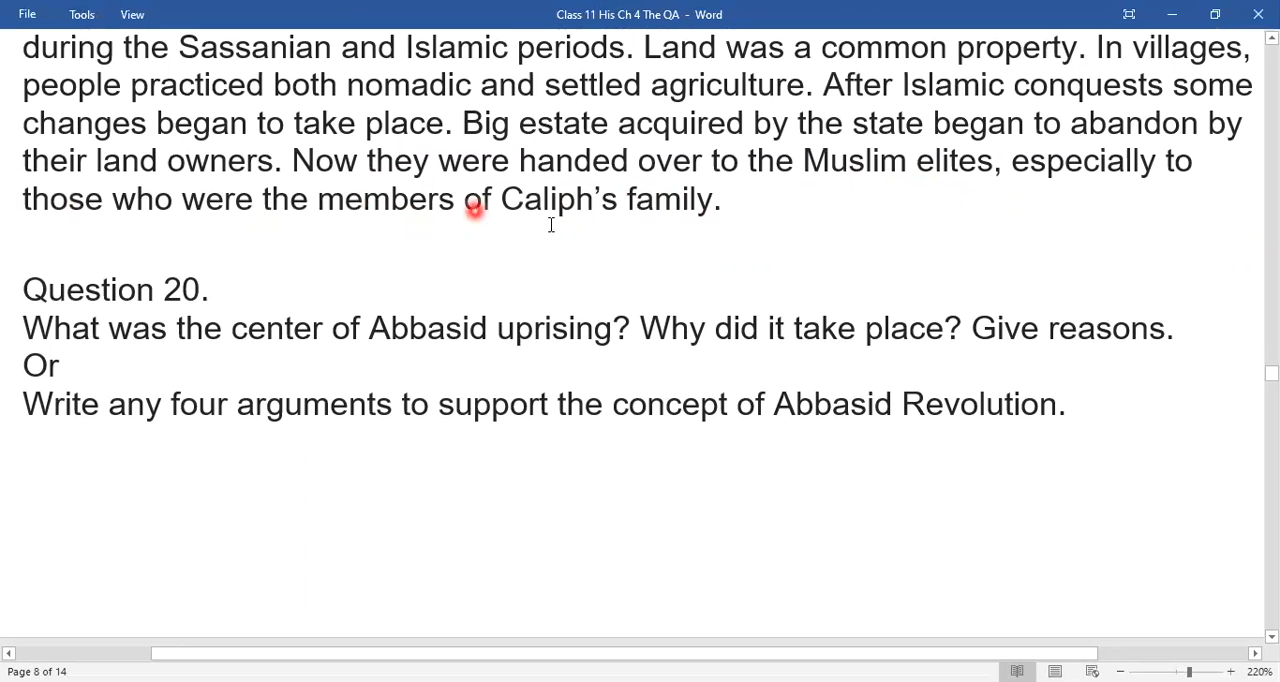 File Tools View Class 11 His Ch 4 The QA - Word
during the Sassanian and Islamic periods. Land was a common property. In villages,
people practiced both nomadic and settled agriculture. After Islamic conquests some
changes began to take place. Big estate acquired by the state began to abandon by
their land owners. Now they were handed over to the Muslim elites, especially to
those who were the members of Caliph’s family.
Question 20.
What was the center of Abbasid uprising? Why did it take place? Give reasons.
Or
Write any four arguments to support the concept of Abbasid Revolution.
Page 8 of 14 220%